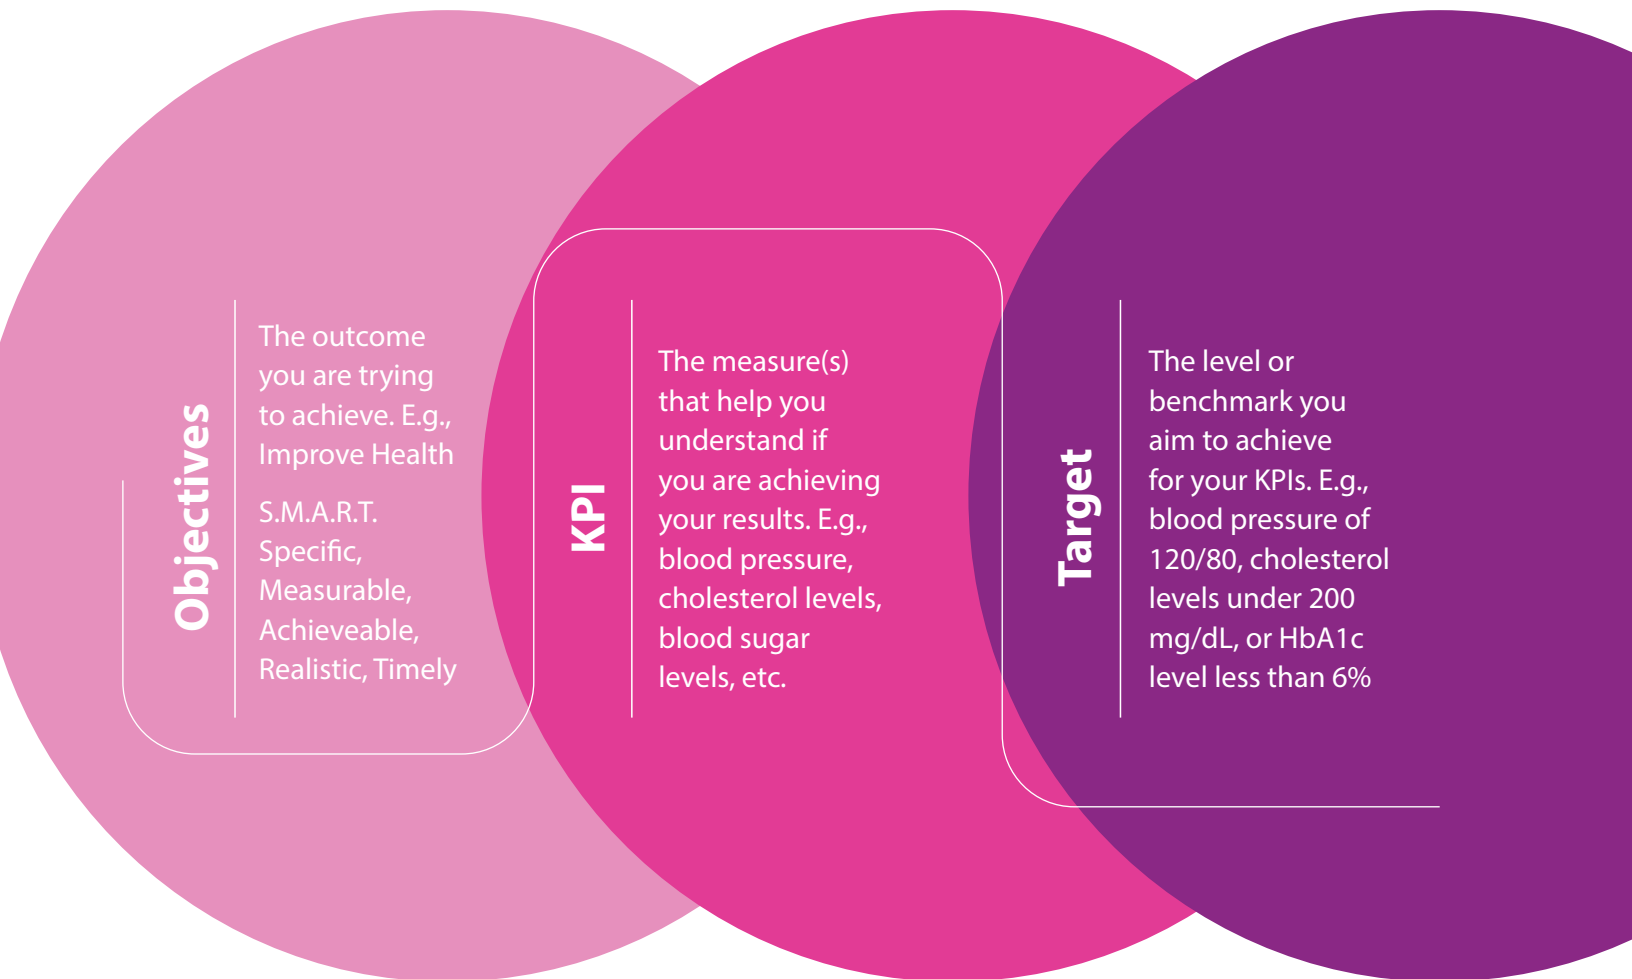 Objectives
The outcome
you are trying
to achieve. E.g.,
Improve Health
S.M.A.R.T.
Specific,
Measurable,
Achieveable,
Realistic, Timely
KPI
The measure(s)
that help you
understand if
you are achieving
your results. E.g.,
blood pressure,
cholesterol levels,
blood sugar
levels, etc.
Target
The level or
benchmark you
aim to achieve
for your KPIs. E.g.,
blood pressure of
120/80, cholesterol
levels under 200
mg/dL, or HbA1c
level less than 6%